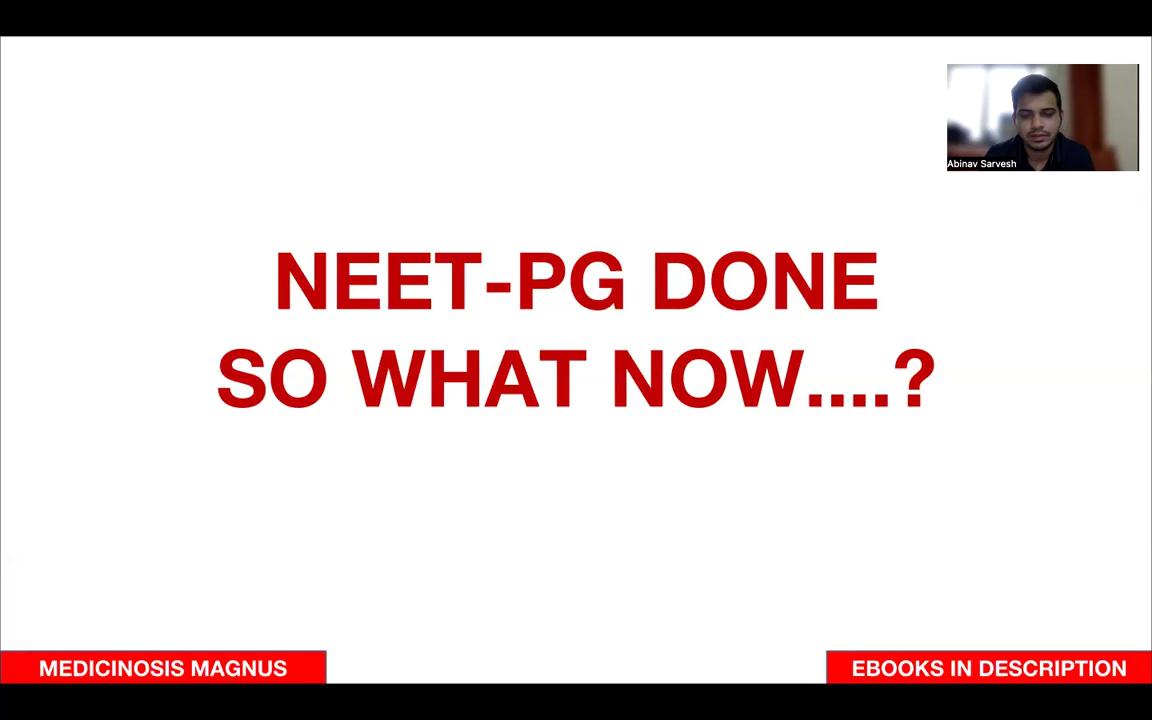 Abinav Sarvesh
NEET-PG DONE
SO WHAT NOW....?
MEDICINOSIS MAGNUS
EBOOKS IN DESCRIPTION